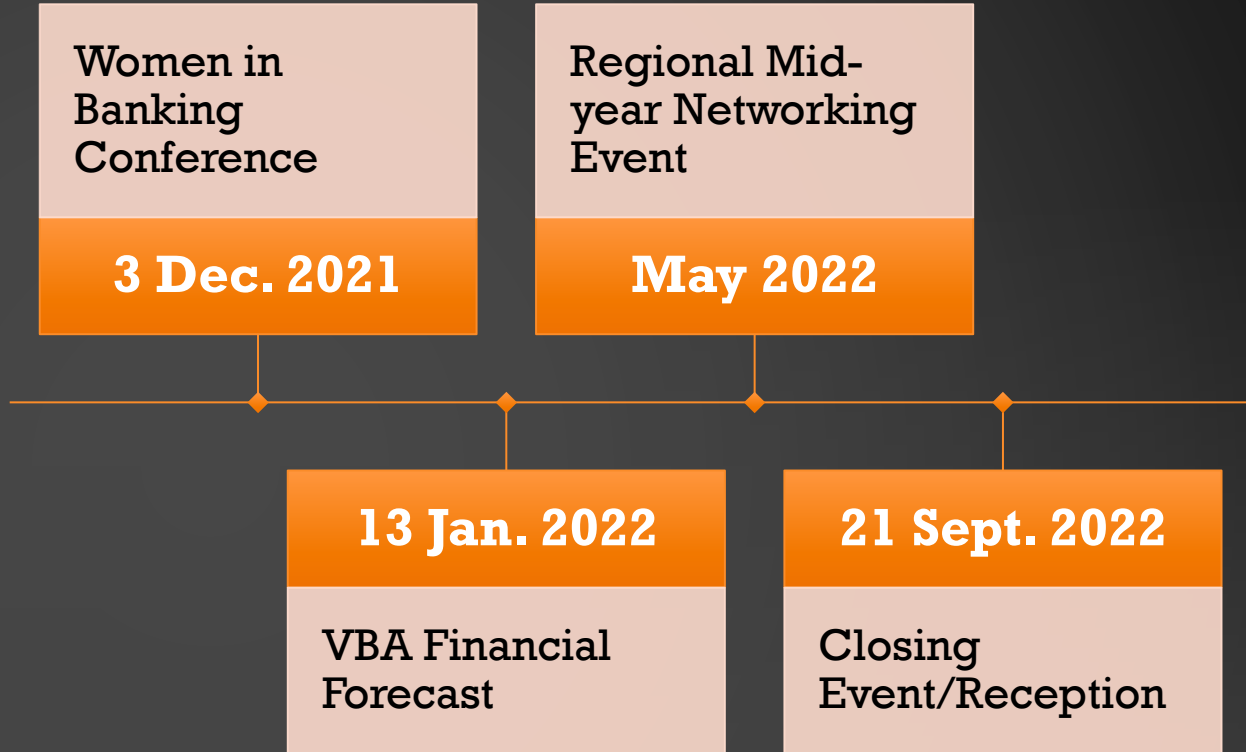 Women in
Banking
Conference
3 Dec. 2021
Regional Mid-
year Networking
Event
May 2022
13 Jan. 2022
VBA Financial
Forecast
21 Sept. 2022
Closing
Event/Reception